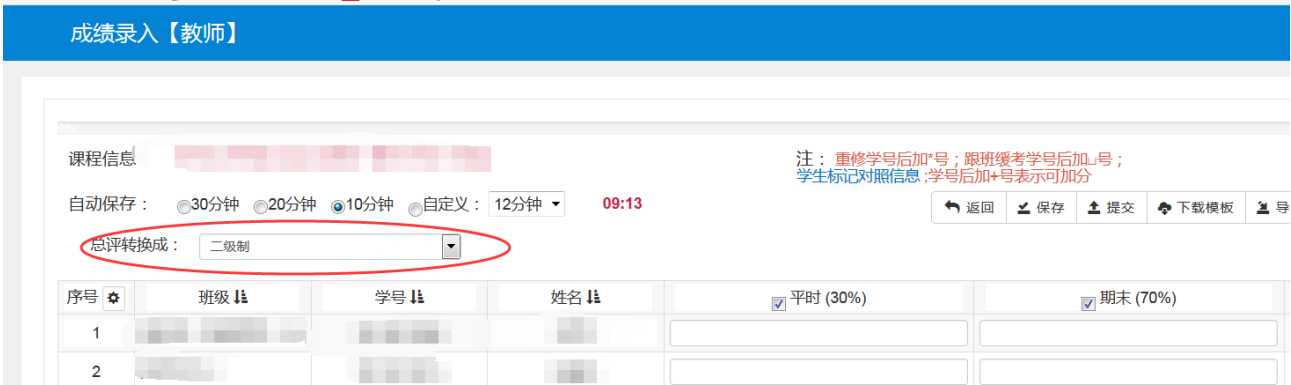 成绩录入【教师】
0%
课程信息
注： 重修学号后加*号；跟班缓考学号后加□号；
学生标记对照信息;学号后加+号表示可加分
自动保存： 30分钟 20分钟 10分钟 自定义： 12分钟 09:13
返回 保存 提交 下载模板 导
总评转换成： 二级制
序号 班级 学号 姓名 平时 (30%) 期末 (70%)
1
2